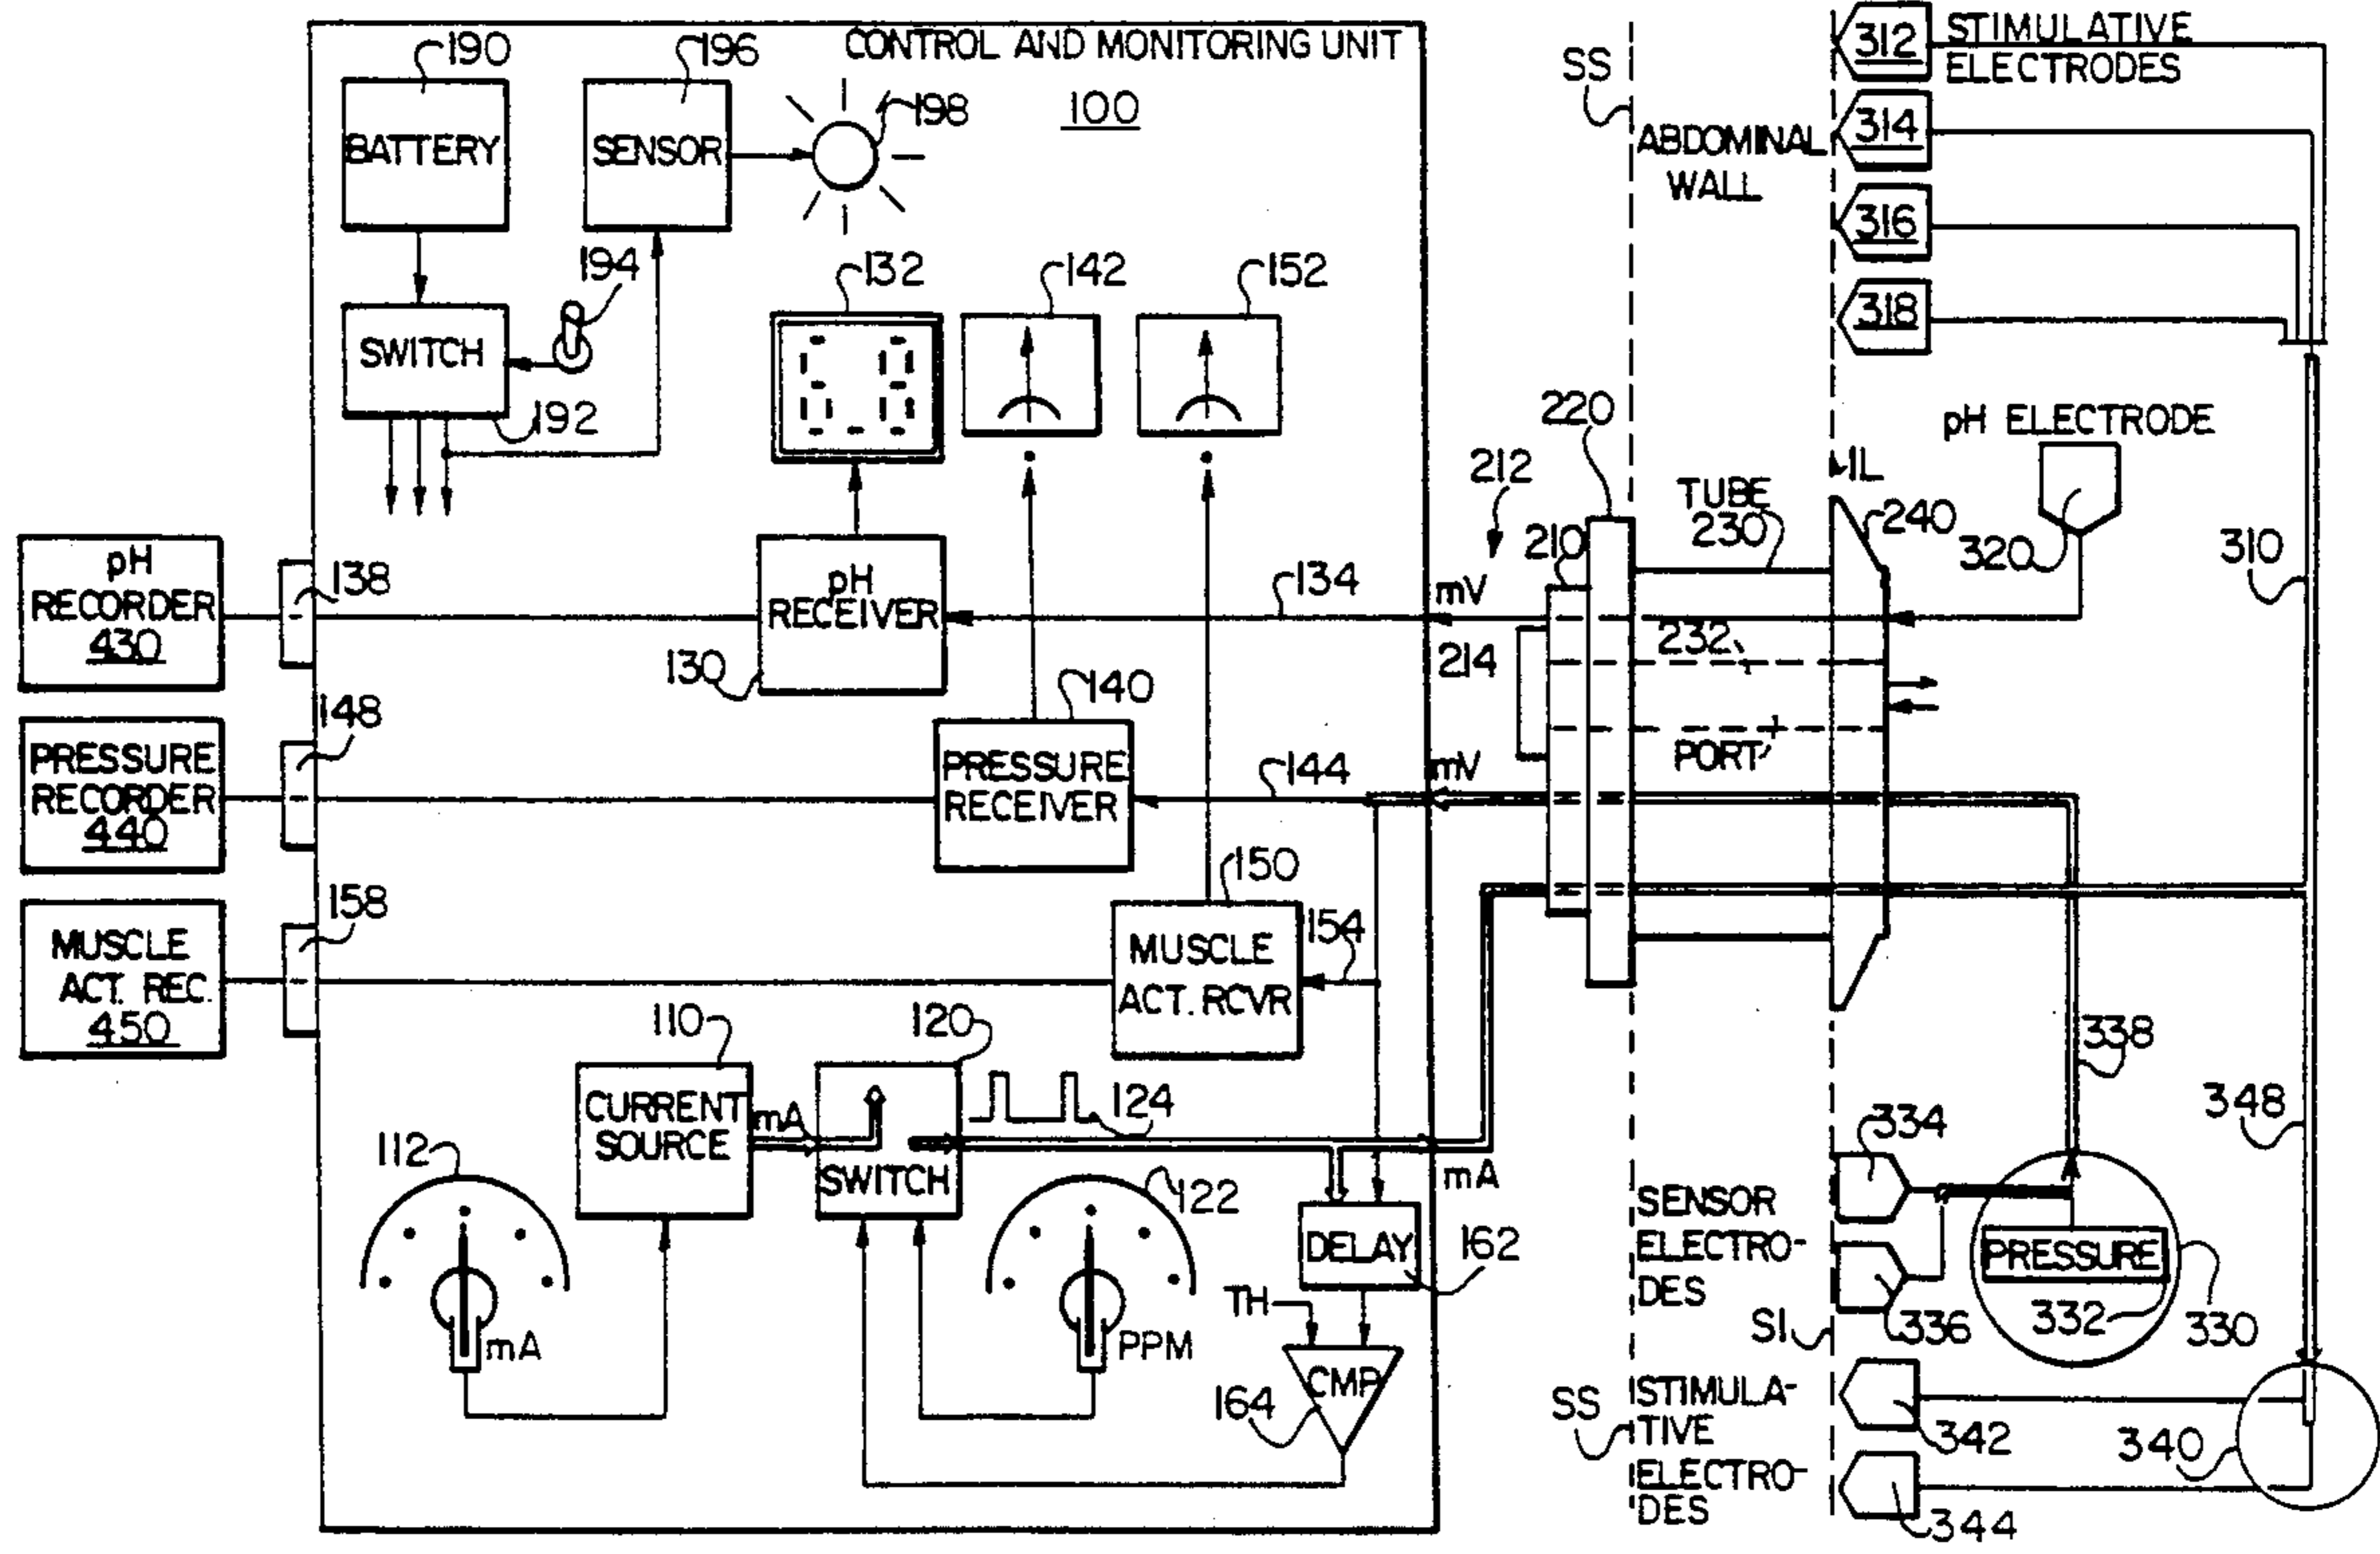 CONTROL AND MONITORING UNIT
100
190
BATTERY
196
SENSOR
198
194
SWITCH
192
132
142
152
SS
ABDOMINAL
WALL
312
STIMULATIVE
ELECTRODES
314
316
318
pH ELECTRODE
320
IL
240
310
220
212
210
214
TUBE
230
232
PORT
pH
RECORDER
430
138
pH
RECEIVER
130
134
mV
PRESSURE
RECORDER
440
148
140
PRESSURE
RECEIVER
144
mV
MUSCLE
ACT. REC.
450
158
150
MUSCLE
ACT. RCVR
154
110
CURRENT
SOURCE
mA
120
SWITCH
124
mA
112
mA
122
PPM
DELAY
162
TH
CMP
164
338
348
334
SENSOR
ELECTRO-
DES
336
SI
PRESSURE
332
330
SS
STIMULA-
TIVE
ELECTRO-
DES
342
344
340